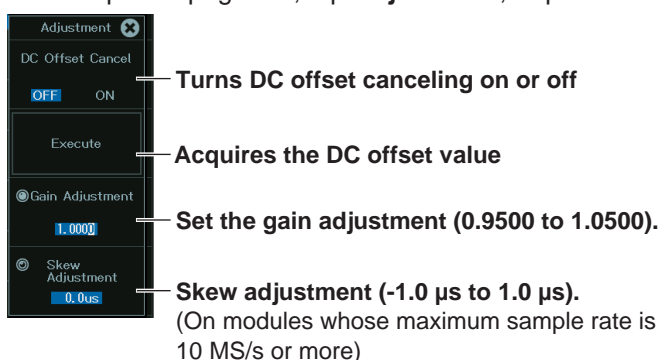 Adjustment
DC Offset Cancel
OFF ON
Turns DC offset canceling on or off
Execute
Acquires the DC offset value
Gain Adjustment
1.0000
Set the gain adjustment (0.9500 to 1.0500).
Skew
Adjustment
0.0us
Skew adjustment (-1.0 µs to 1.0 µs).
(On modules whose maximum sample rate is
10 MS/s or more)